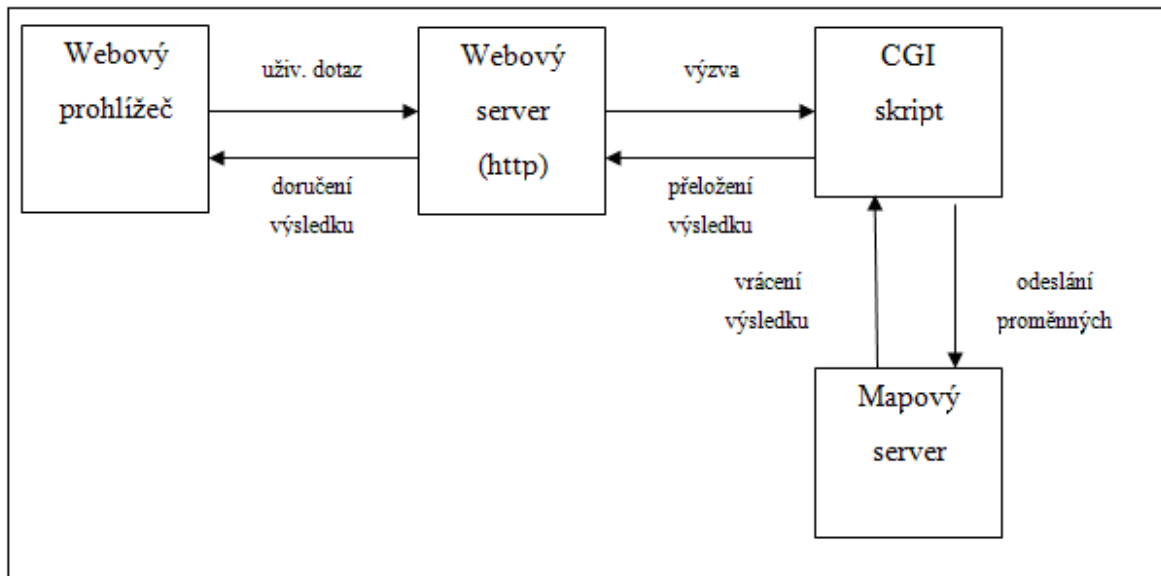 Webový
prohlížeč
uživ. dotaz
doručení
výsledku
Webový
server
(http)
výzva
přeložení
výsledku
CGI
skript
vrácení
výsledku
odeslání
proměnných
Mapový
server